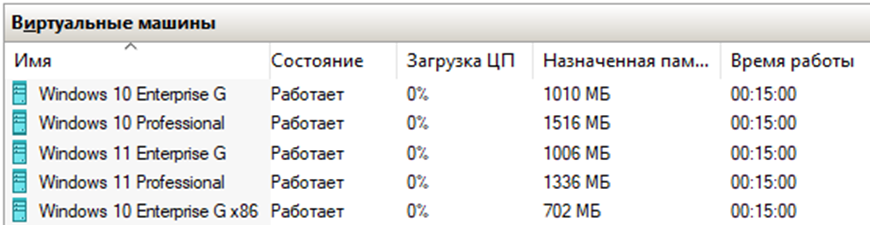 Виртуальные машины
Имя Состояние Загрузка ЦП Назначенная пам... Время работы
Windows 10 Enterprise G Работает 0% 1010 МБ 00:15:00
Windows 10 Professional Работает 0% 1516 МБ 00:15:00
Windows 11 Enterprise G Работает 0% 1006 МБ 00:15:00
Windows 11 Professional Работает 0% 1336 МБ 00:15:00
Windows 10 Enterprise G x86 Работает 0% 702 МБ 00:15:00